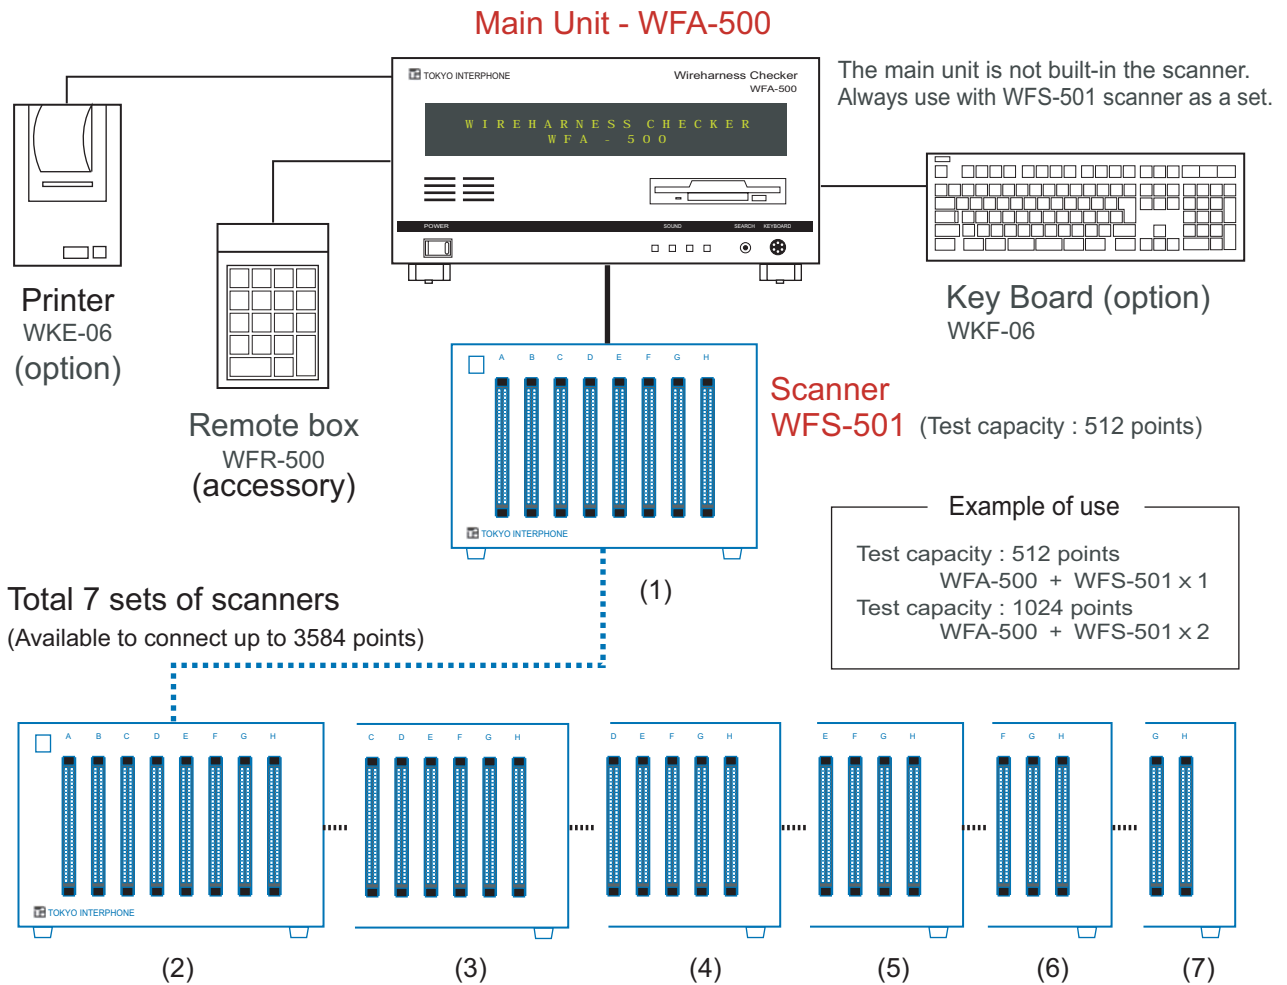 Main Unit - WFA-500
TOKYO INTERPHONE
Wireharness Checker
WFA-500
WIREHARNESS CHECKER
WFA - 500
POWER
SOUND
SEARCH
KEYBOARD
The main unit is not built-in the scanner.
Always use with WFS-501 scanner as a set.
Printer
WKE-06
(option)
Remote box
WFR-500
(accessory)
Key Board (option)
WKF-06
A B C D E F G H
TOKYO INTERPHONE
Scanner
WFS-501 (Test capacity : 512 points)
(1)
Example of use
Test capacity : 512 points
WFA-500 + WFS-501 x 1
Test capacity : 1024 points
WFA-500 + WFS-501 x 2
Total 7 sets of scanners
(Available to connect up to 3584 points)
A B C D E F G H
C D E F G H
D E F G H
E F G H
F G H
G H
TOKYO INTERPHONE
(2)
(3)
(4)
(5)
(6)
(7)